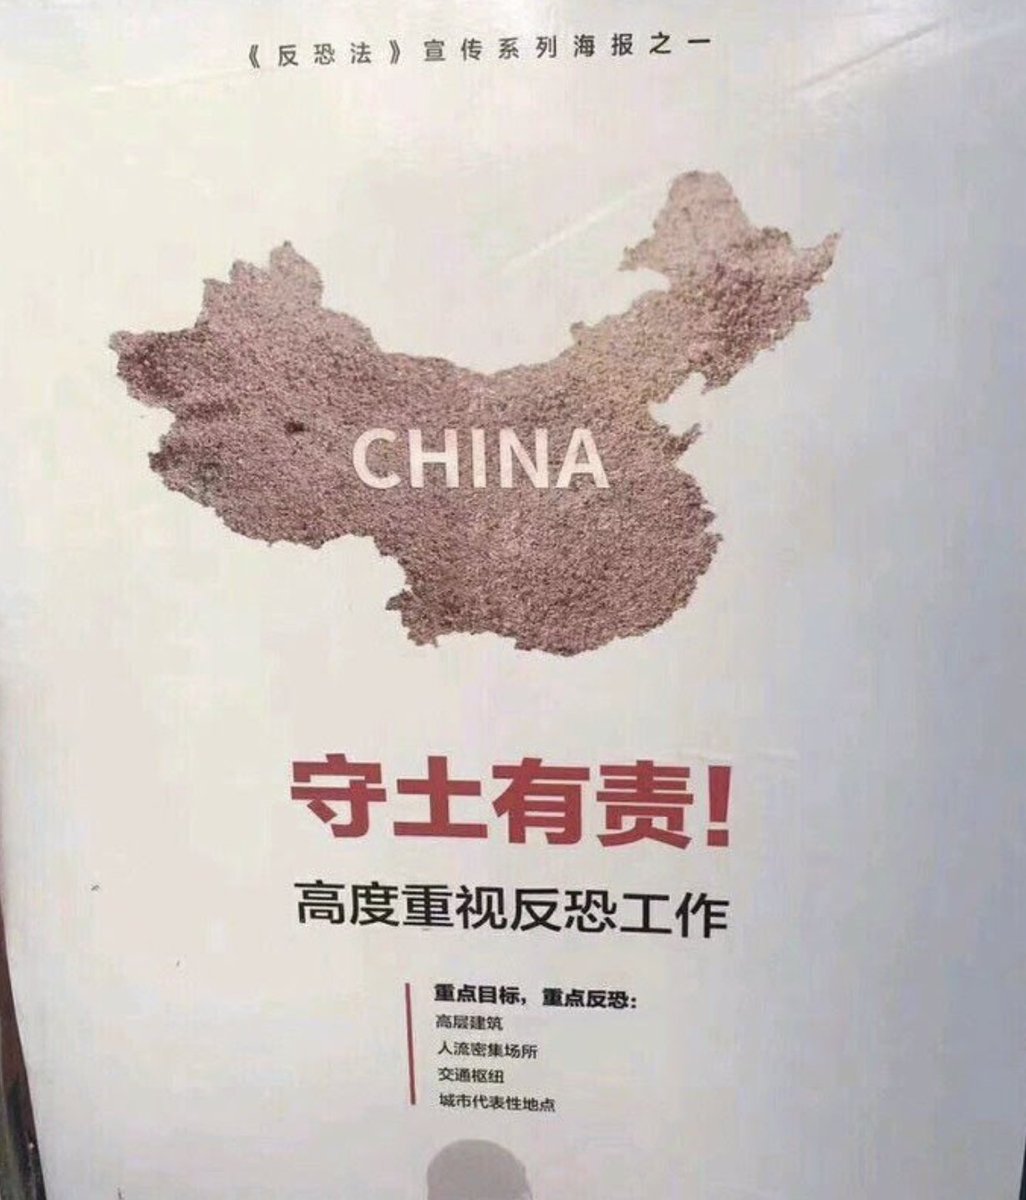 《反恐法》宣传系列海报之一
CHINA
守土有责！
高度重视反恐工作
重点目标，重点反恐：
高层建筑
人流密集场所
交通枢纽
城市代表性地点